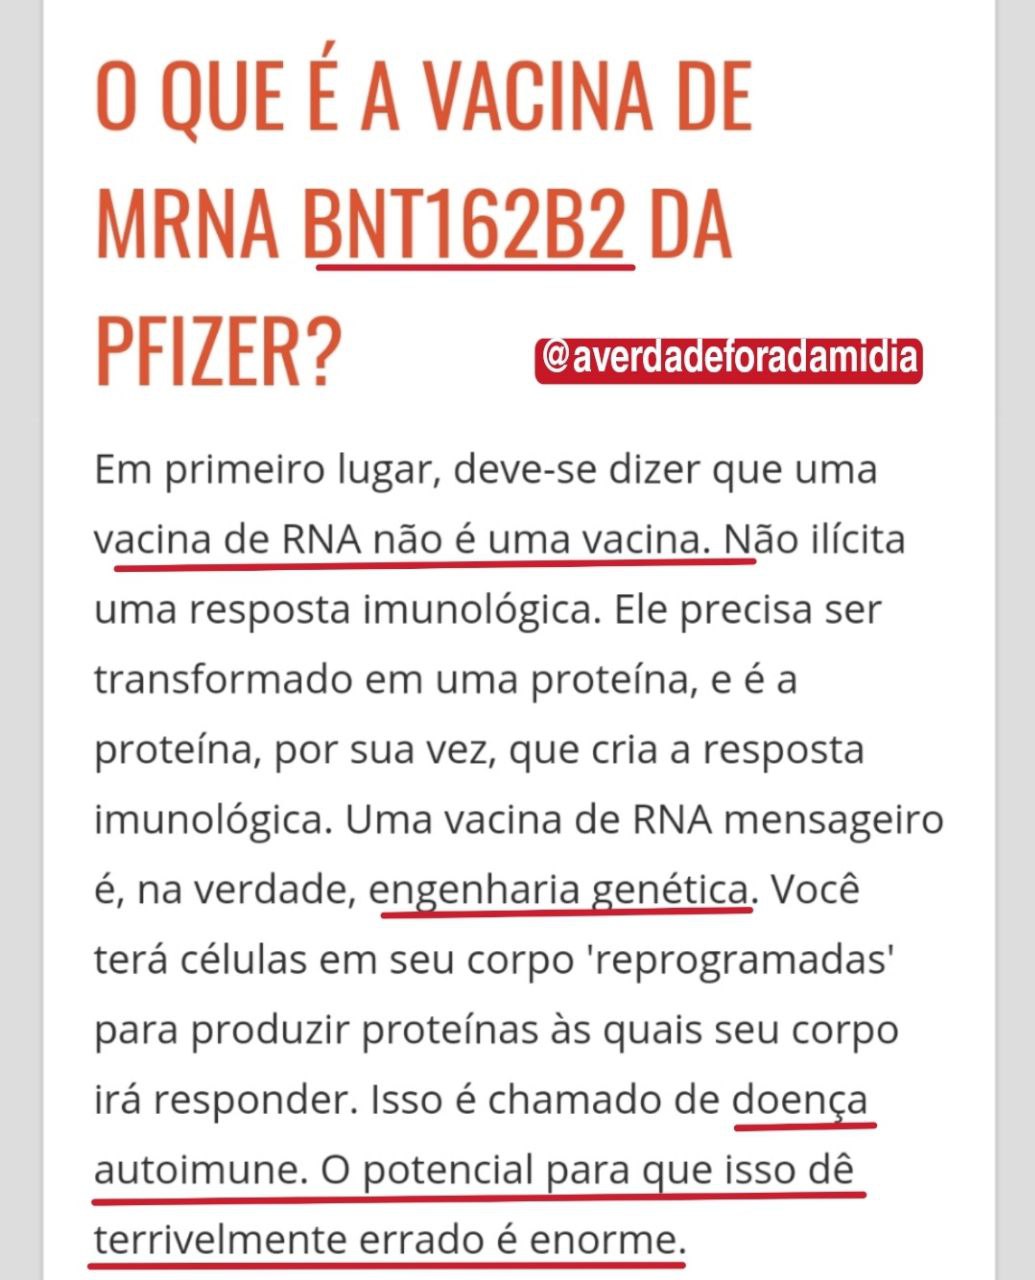 O QUE É A VACINA DE
MRNA BNT162B2 DA
PFIZER?
@averdadeforadamidia
Em primeiro lugar, deve-se dizer que uma
vacina de RNA não é uma vacina. Não ilícita
uma resposta imunológica. Ele precisa ser
transformado em uma proteína, e é a
proteína, por sua vez, que cria a resposta
imunológica. Uma vacina de RNA mensageiro
é, na verdade, engenharia genética. Você
terá células em seu corpo 'reprogramadas'
para produzir proteínas às quais seu corpo
irá responder. Isso é chamado de doença
autoimune. O potencial para que isso dê
terrivelmente errado é enorme.